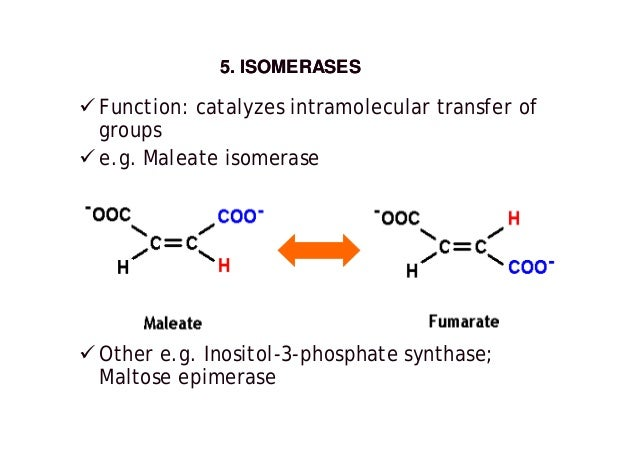 5. ISOMERASES
✓ Function: catalyzes intramolecular transfer of
groups
✓ e.g. Maleate isomerase
⁻OOC COO⁻
C=C
H H
Maleate
⁻OOC H
C=C
H COO⁻
Fumarate
✓ Other e.g. Inositol-3-phosphate synthase;
Maltose epimerase